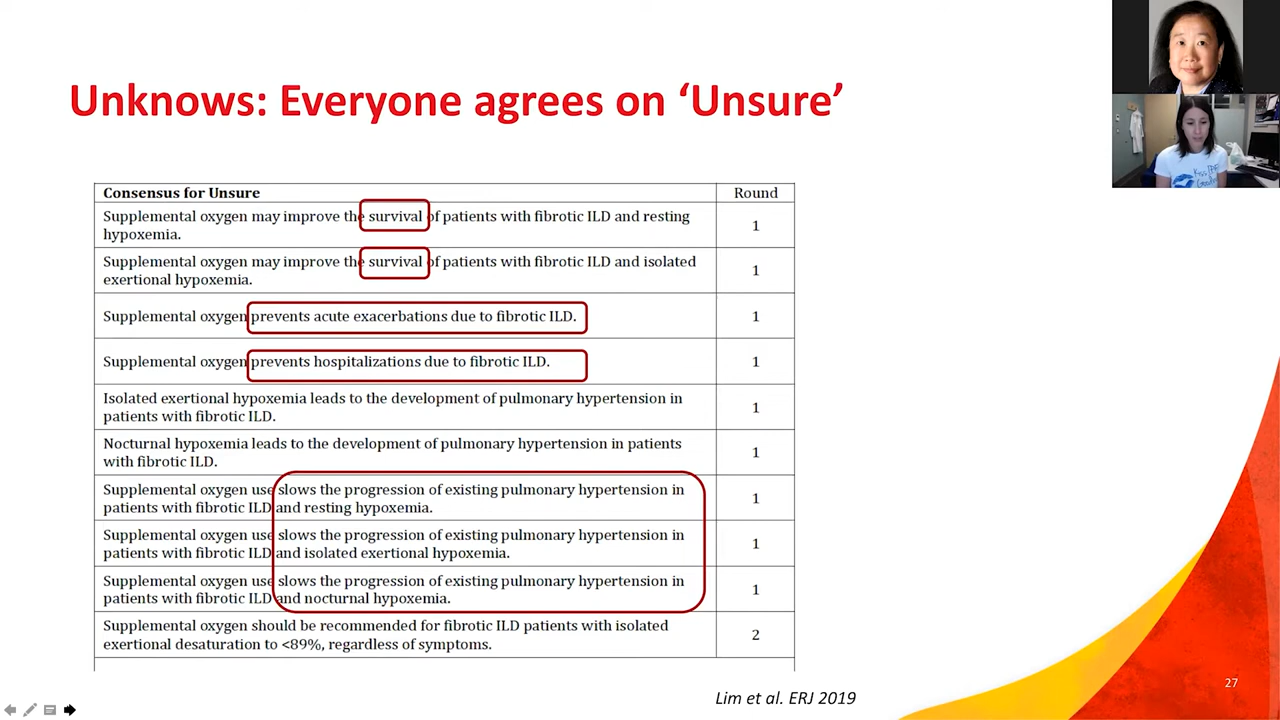 Unknows: Everyone agrees on ‘Unsure’
Consensus for Unsure Round
Supplemental oxygen may improve the survival of patients with fibrotic ILD and resting
hypoxemia. 1
Supplemental oxygen may improve the survival of patients with fibrotic ILD and isolated
exertional hypoxemia. 1
Supplemental oxygen prevents acute exacerbations due to fibrotic ILD. 1
Supplemental oxygen prevents hospitalizations due to fibrotic ILD. 1
Isolated exertional hypoxemia leads to the development of pulmonary hypertension in
patients with fibrotic ILD. 1
Nocturnal hypoxemia leads to the development of pulmonary hypertension in patients
with fibrotic ILD. 1
Supplemental oxygen use slows the progression of existing pulmonary hypertension in
patients with fibrotic ILD and resting hypoxemia. 1
Supplemental oxygen use slows the progression of existing pulmonary hypertension in
patients with fibrotic ILD and isolated exertional hypoxemia. 1
Supplemental oxygen use slows the progression of existing pulmonary hypertension in
patients with fibrotic ILD and nocturnal hypoxemia. 1
Supplemental oxygen should be recommended for fibrotic ILD patients with isolated
exertional desaturation to <89%, regardless of symptoms. 2
Lim et al. ERJ 2019
27